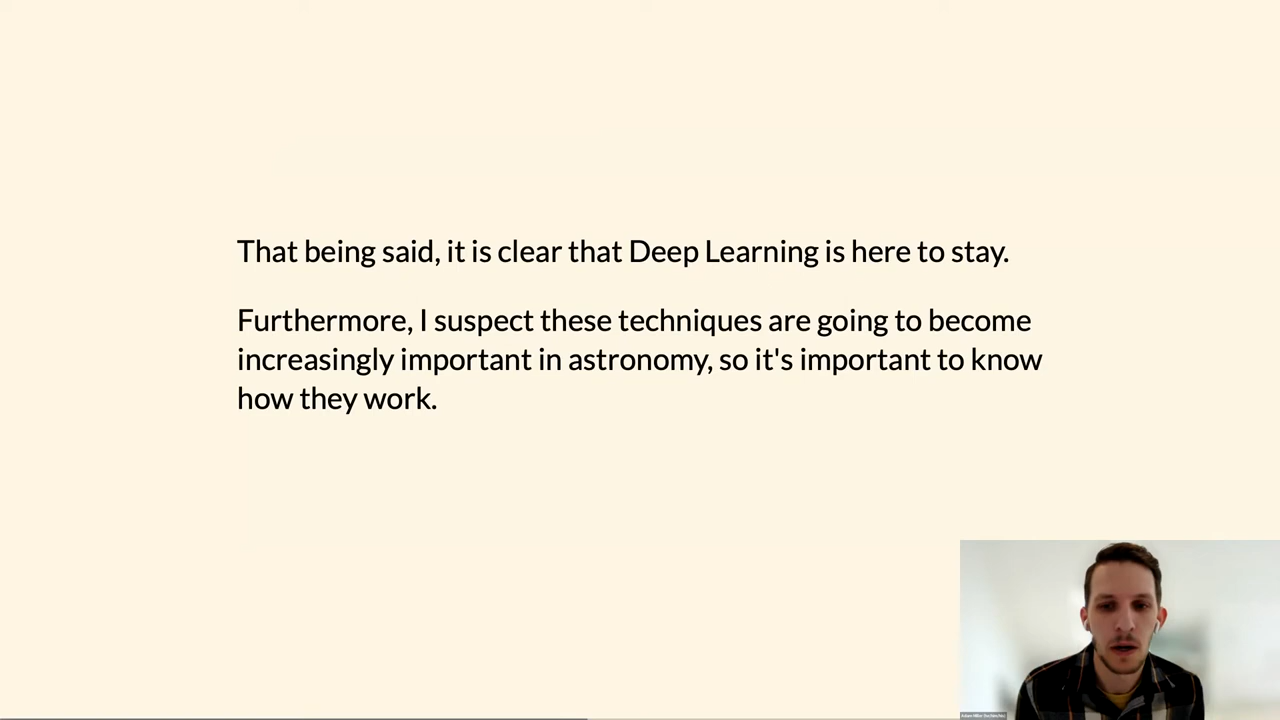 That being said, it is clear that Deep Learning is here to stay.
Furthermore, I suspect these techniques are going to become
increasingly important in astronomy, so it's important to know
how they work.